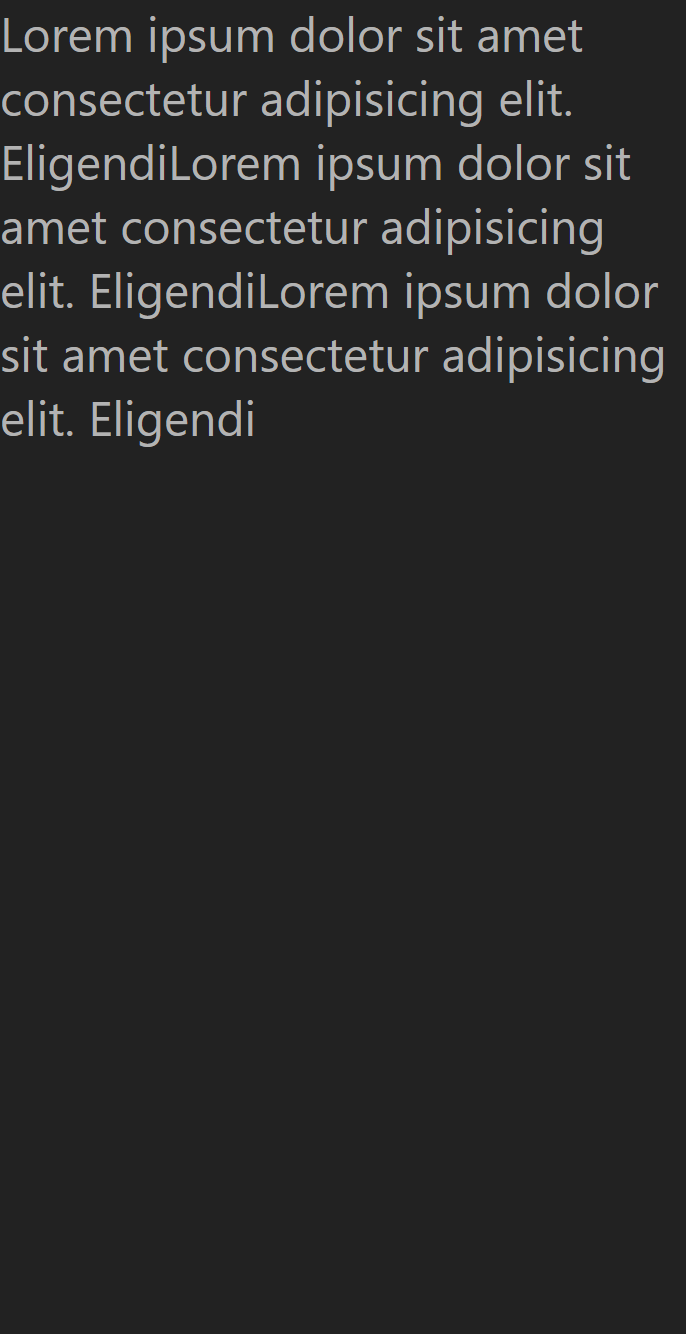 Lorem ipsum dolor sit amet
consectetur adipisicing elit.
EligendiLorem ipsum dolor sit
amet consectetur adipisicing
elit. EligendiLorem ipsum dolor
sit amet consectetur adipisicing
elit. Eligendi